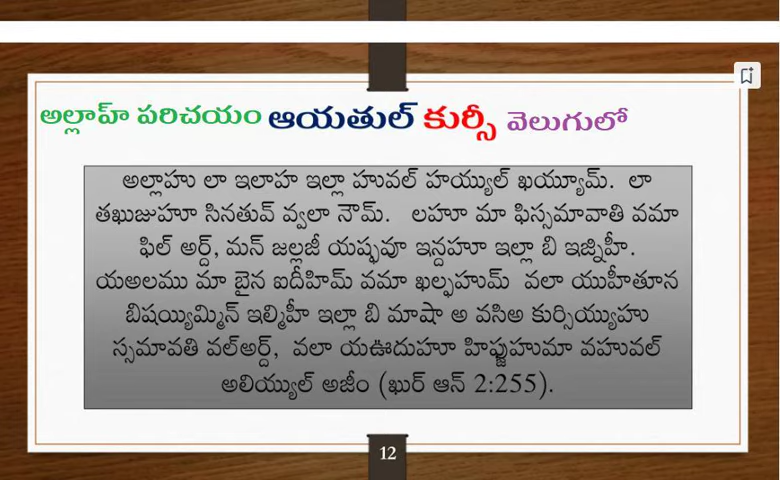 అల్లాహ్ పరిచయం ఆయతుల్ కుర్సీ వెలుగులో
అల్లాహు లా ఇలాహ ఇల్లా హువల్ హయ్యుల్ ఖయ్యూమ్. లా
తఖుజుహూ సినతువ్ వ్వలా నౌమ్. లహూ మా ఫిస్సమావాతి వమా
ఫిల్ అర్ద్, మన్ జల్లజీ యష్ఫవూ ఇన్దహూ ఇల్లా బి ఇజ్నిహీ.
యఅలము మా బైన ఐదీహిమ్ వమా ఖల్ఫహుమ్ వలా యుహీతూన
బిషయ్యిమ్మిన్ ఇల్మిహీ ఇల్లా బి మాషా అ వసిఅ కుర్సియ్యుహు
స్సమావతి వల్అర్ద్, వలా యఊదుహూ హిఫ్జుహుమా వహువల్
అలియ్యుల్ అజీం (ఖుర్ ఆన్ 2:255).
12